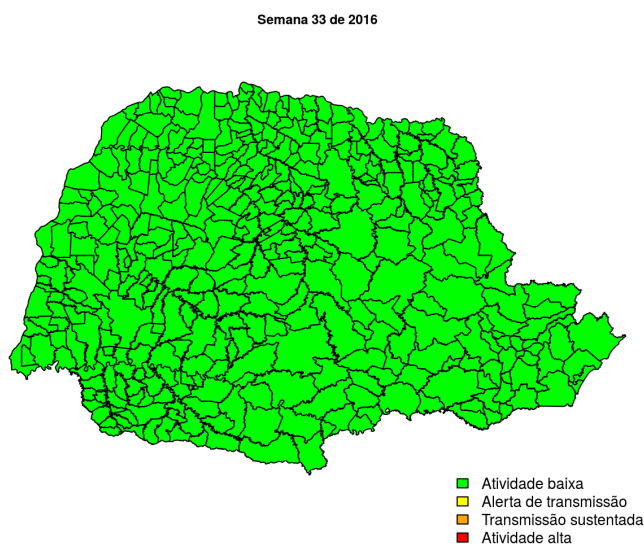 Semana 33 de 2016
Atividade baixa
Alerta de transmissão
Transmissão sustentada
Atividade alta